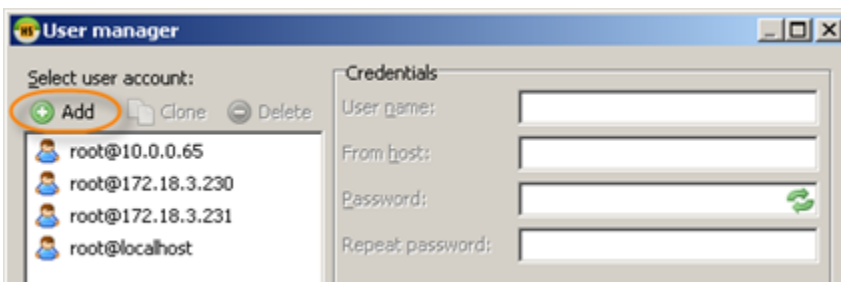 HS User manager
Select user account:
Add Clone Delete
root@10.0.0.65
root@172.18.3.230
root@172.18.3.231
root@localhost
Credentials
User name:
From host:
Password:
Repeat password: